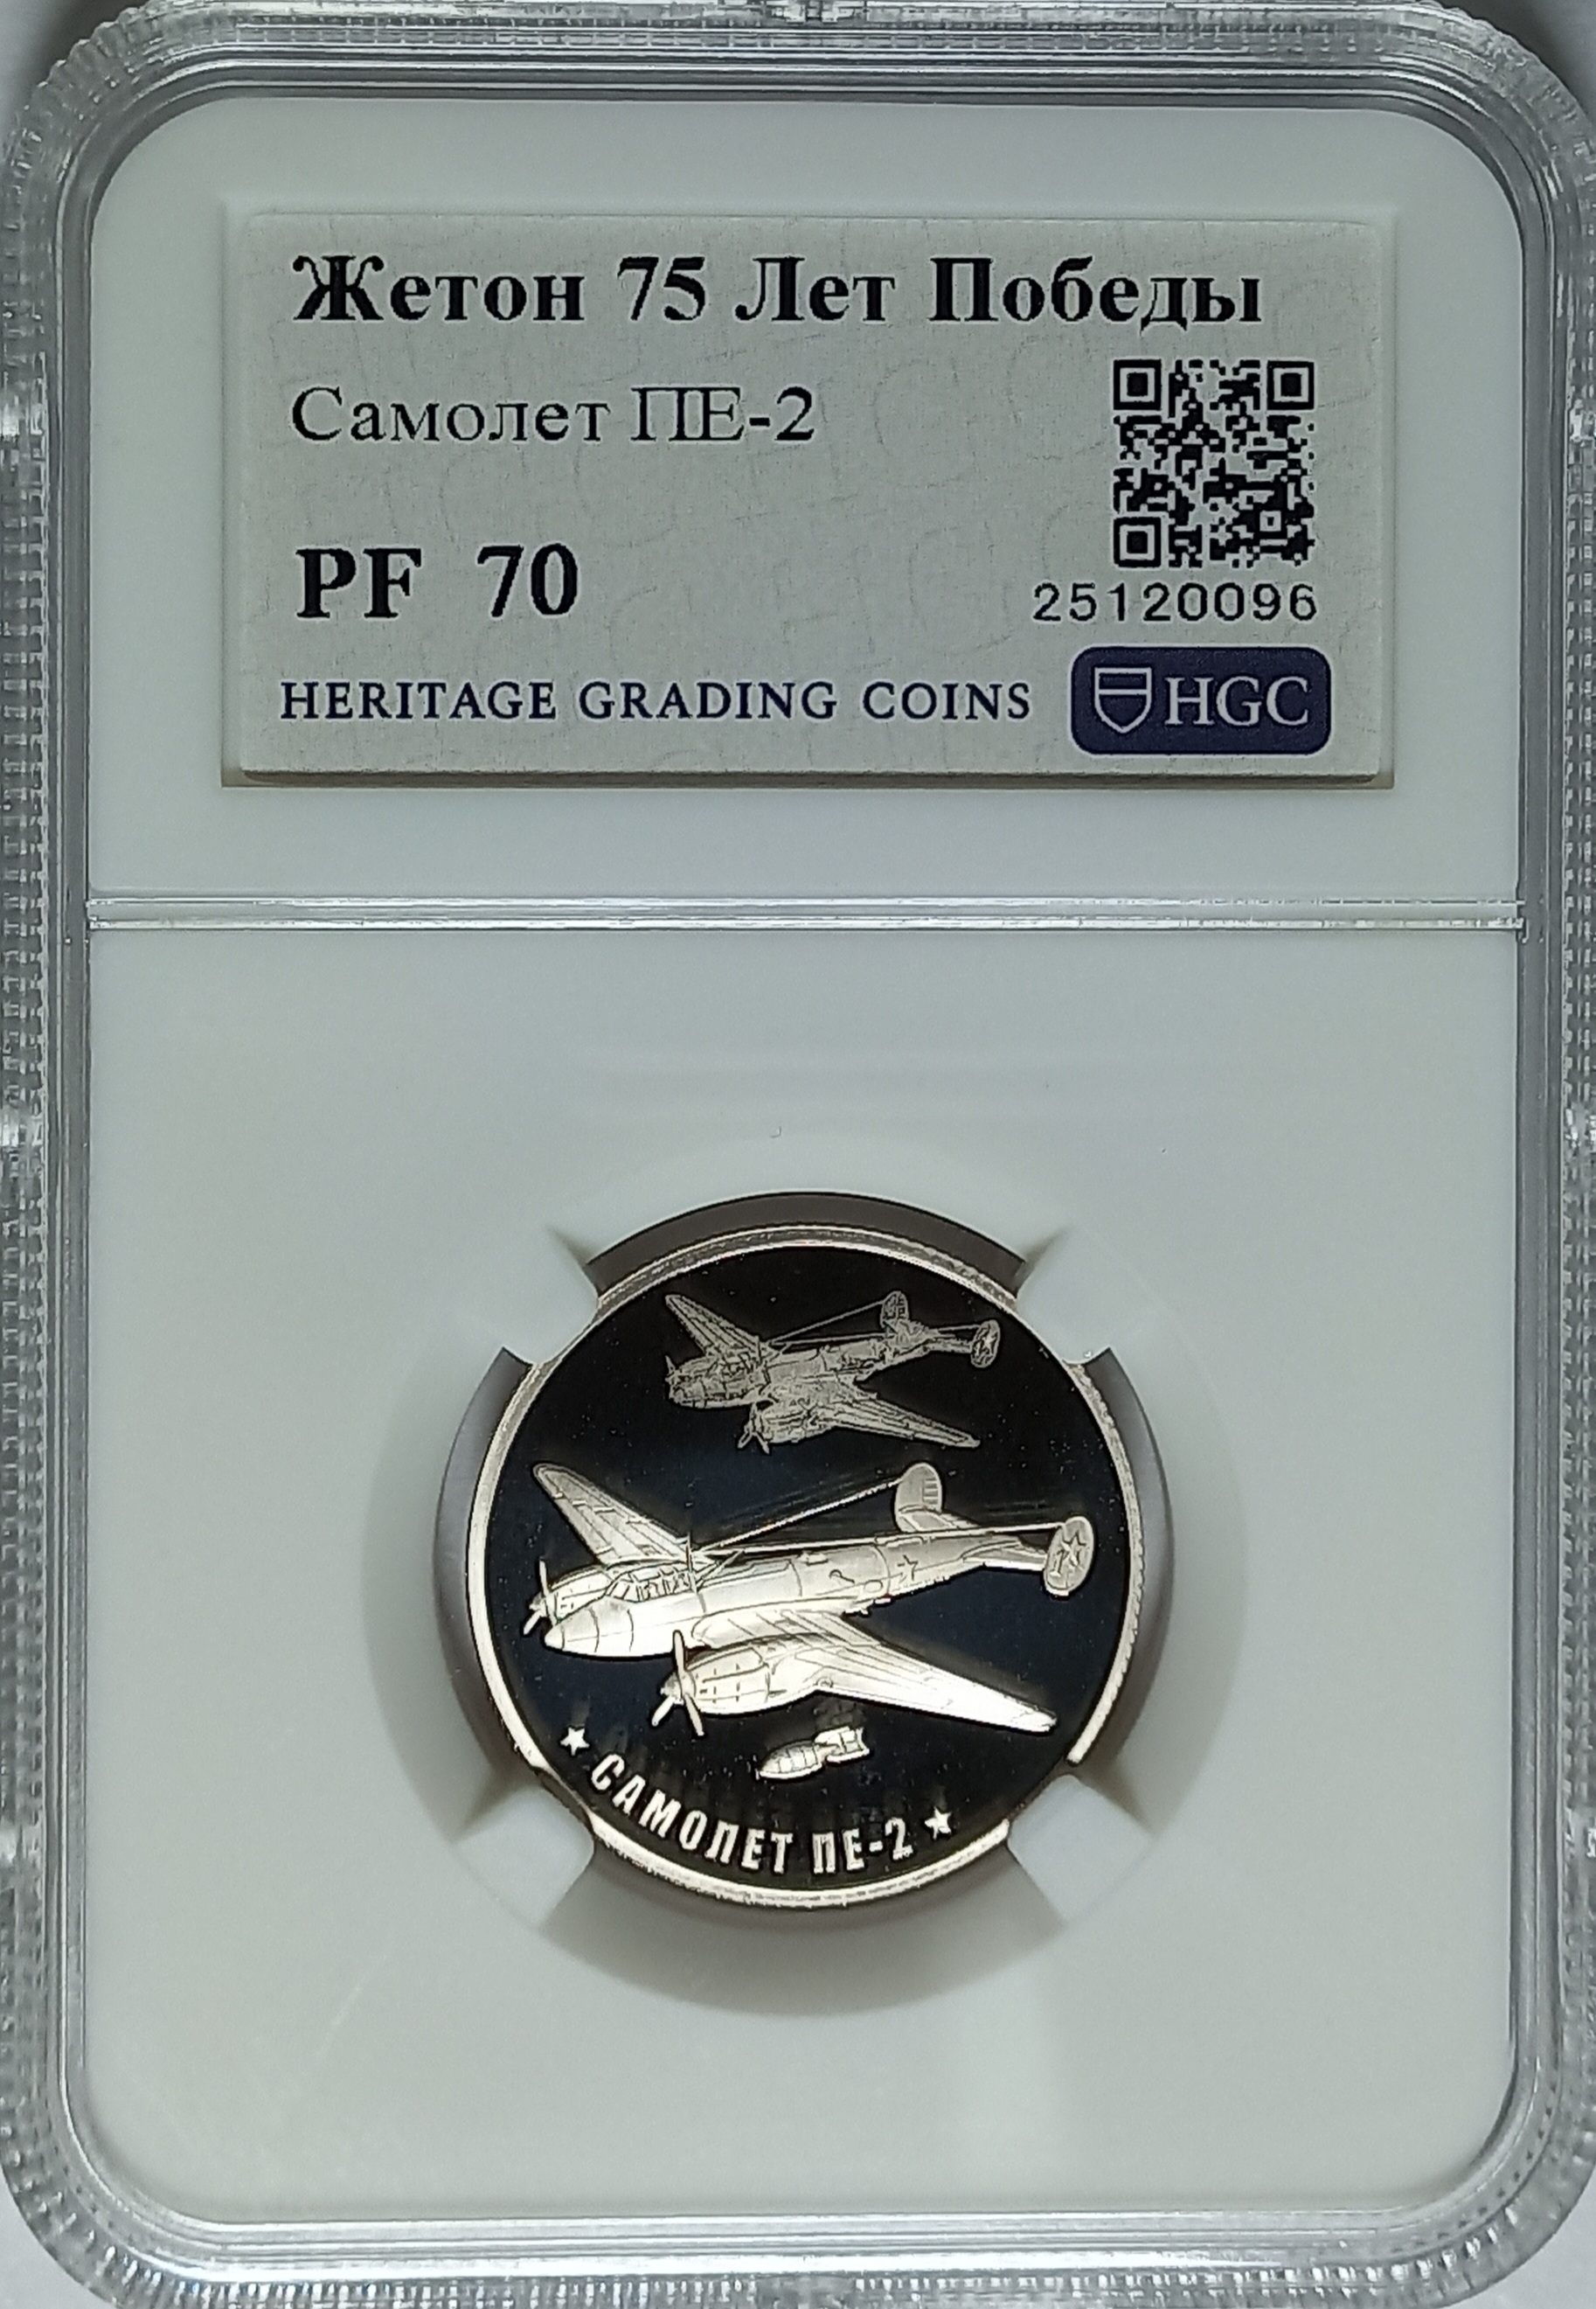 Жетон 75 Лет Победы
Самолет ПЕ-2
PF 70
25120096
HERITAGE GRADING COINS HGC
САМОЛЕТ ПЕ-2